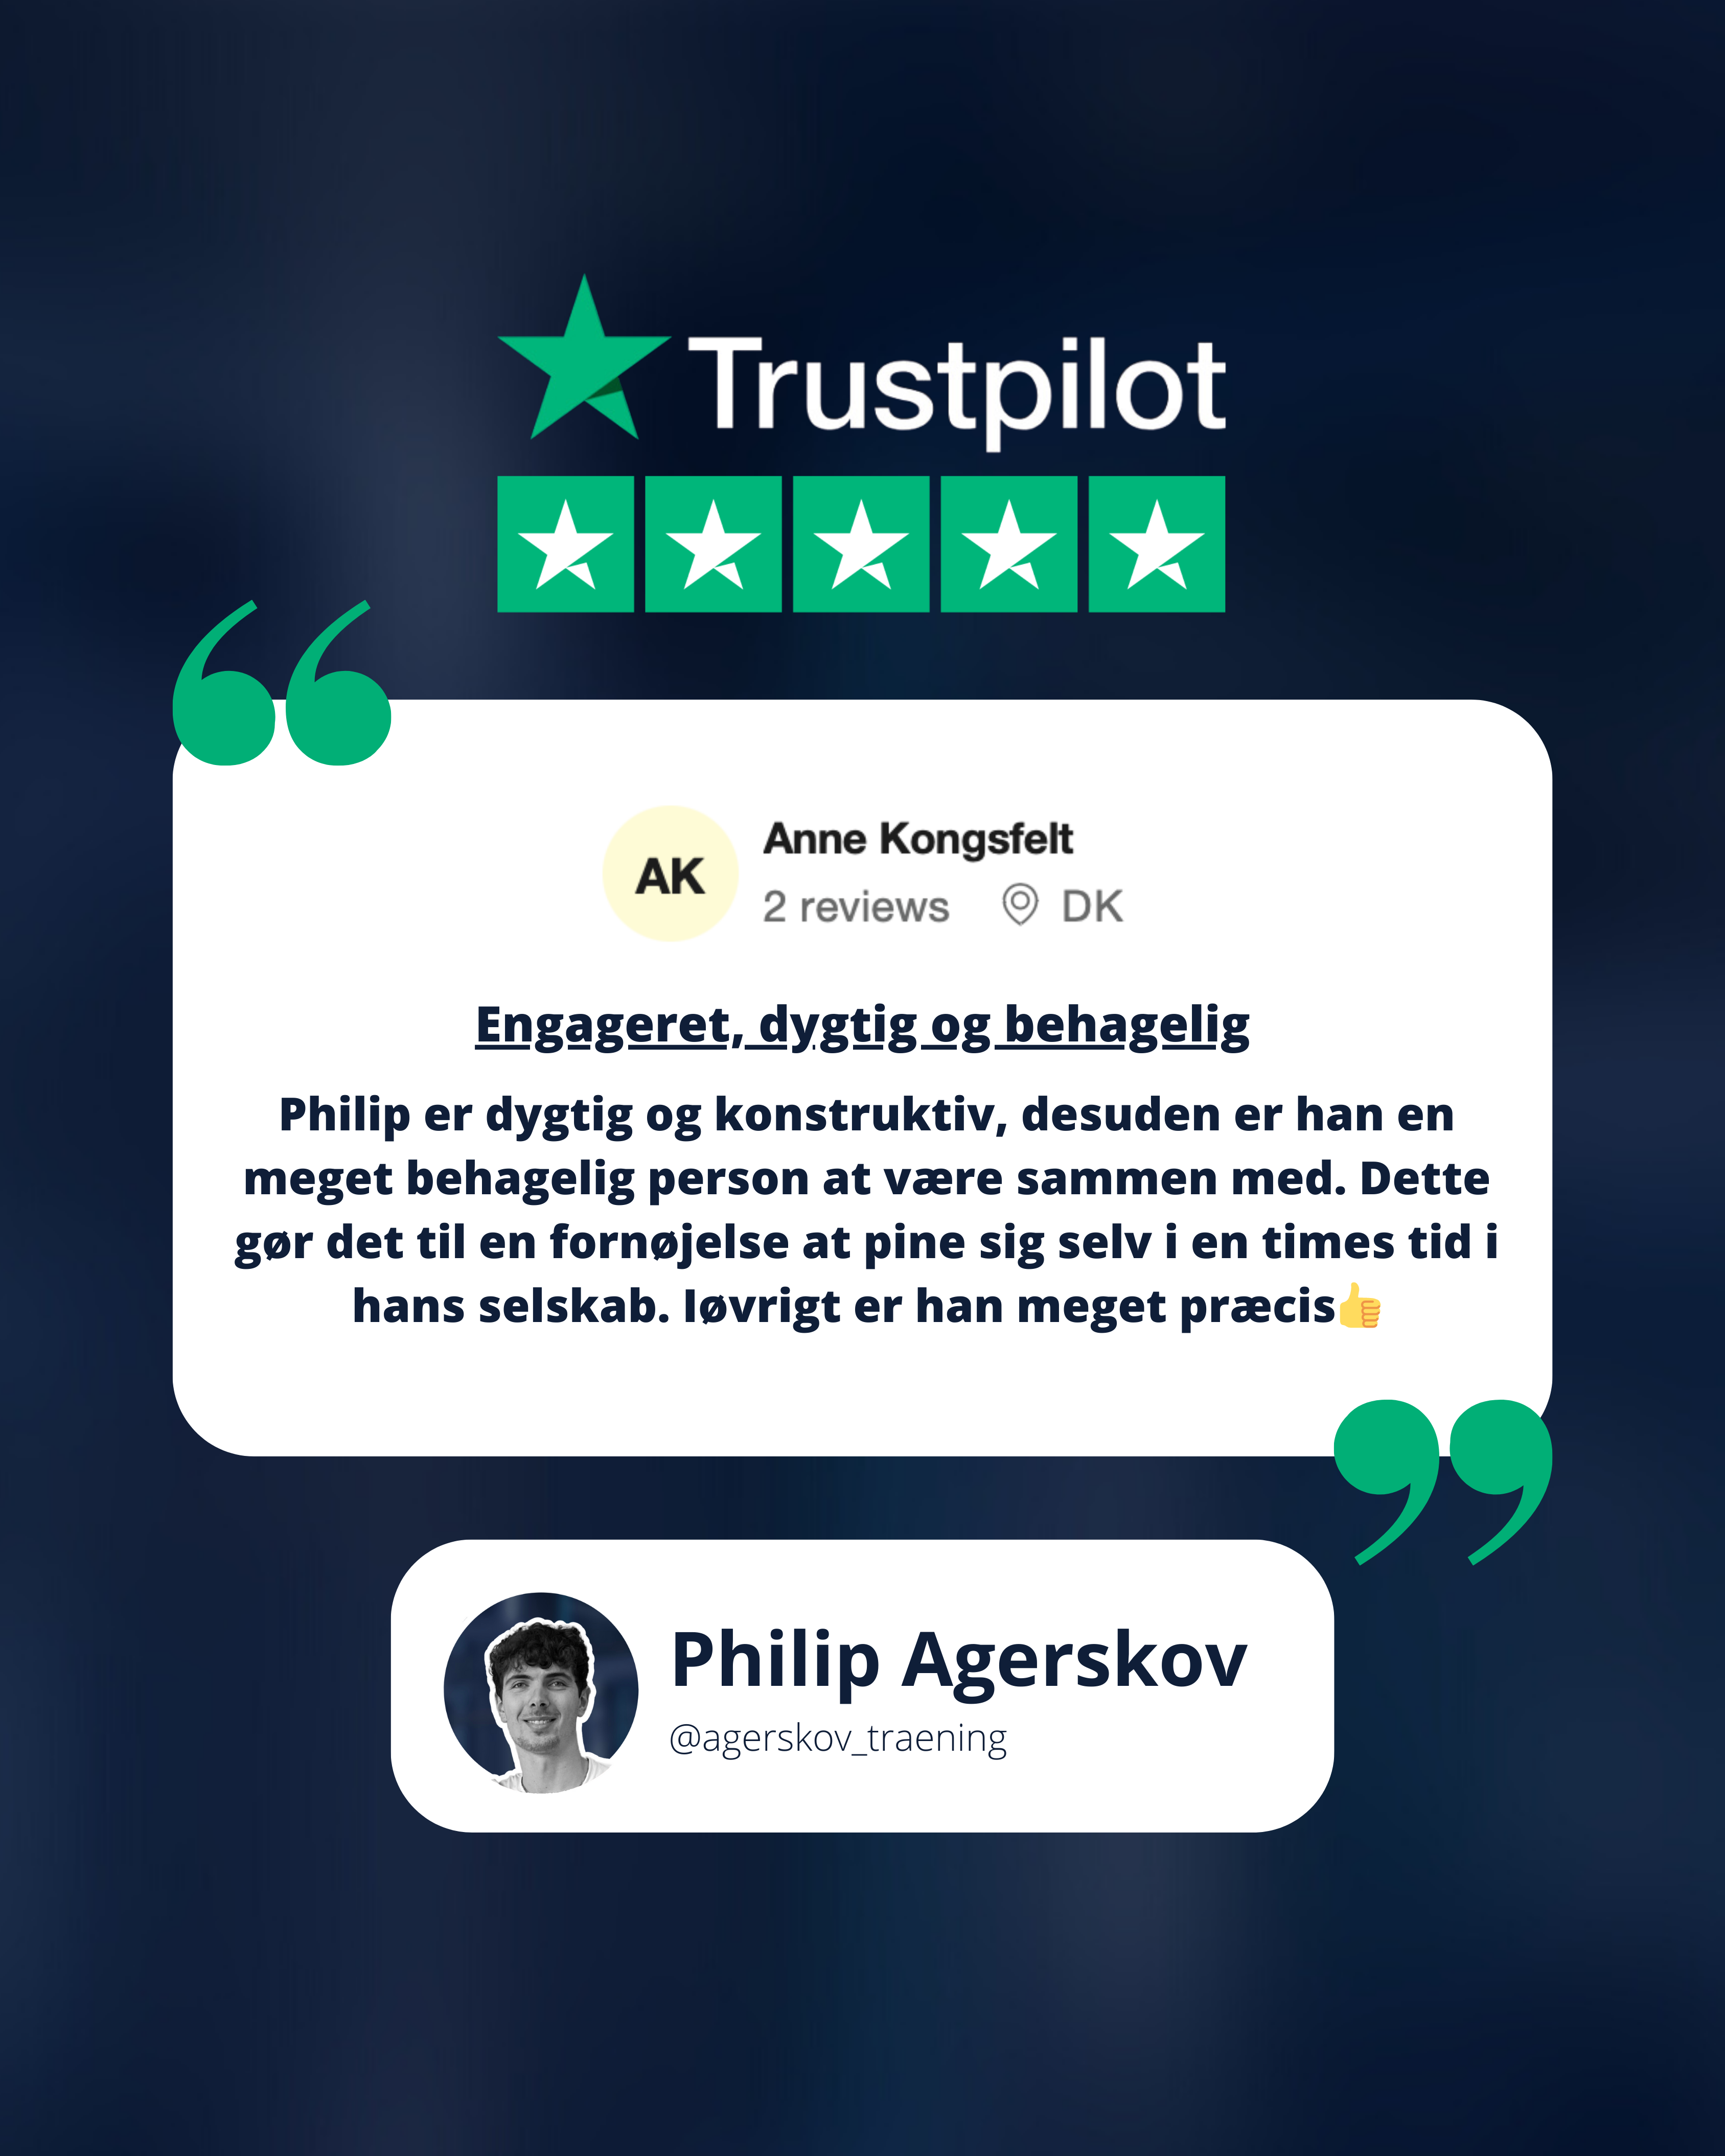 Trustpilot
AK
Anne Kongsfelt
2 reviews DK
Engageret, dygtig og behagelig
Philip er dygtig og konstruktiv, desuden er han en
meget behagelig person at være sammen med. Dette
gør det til en fornøjelse at pine sig selv i en times tid i
hans selskab. Iøvrigt er han meget præcis👍
Philip Agerskov
@agerskov_traening